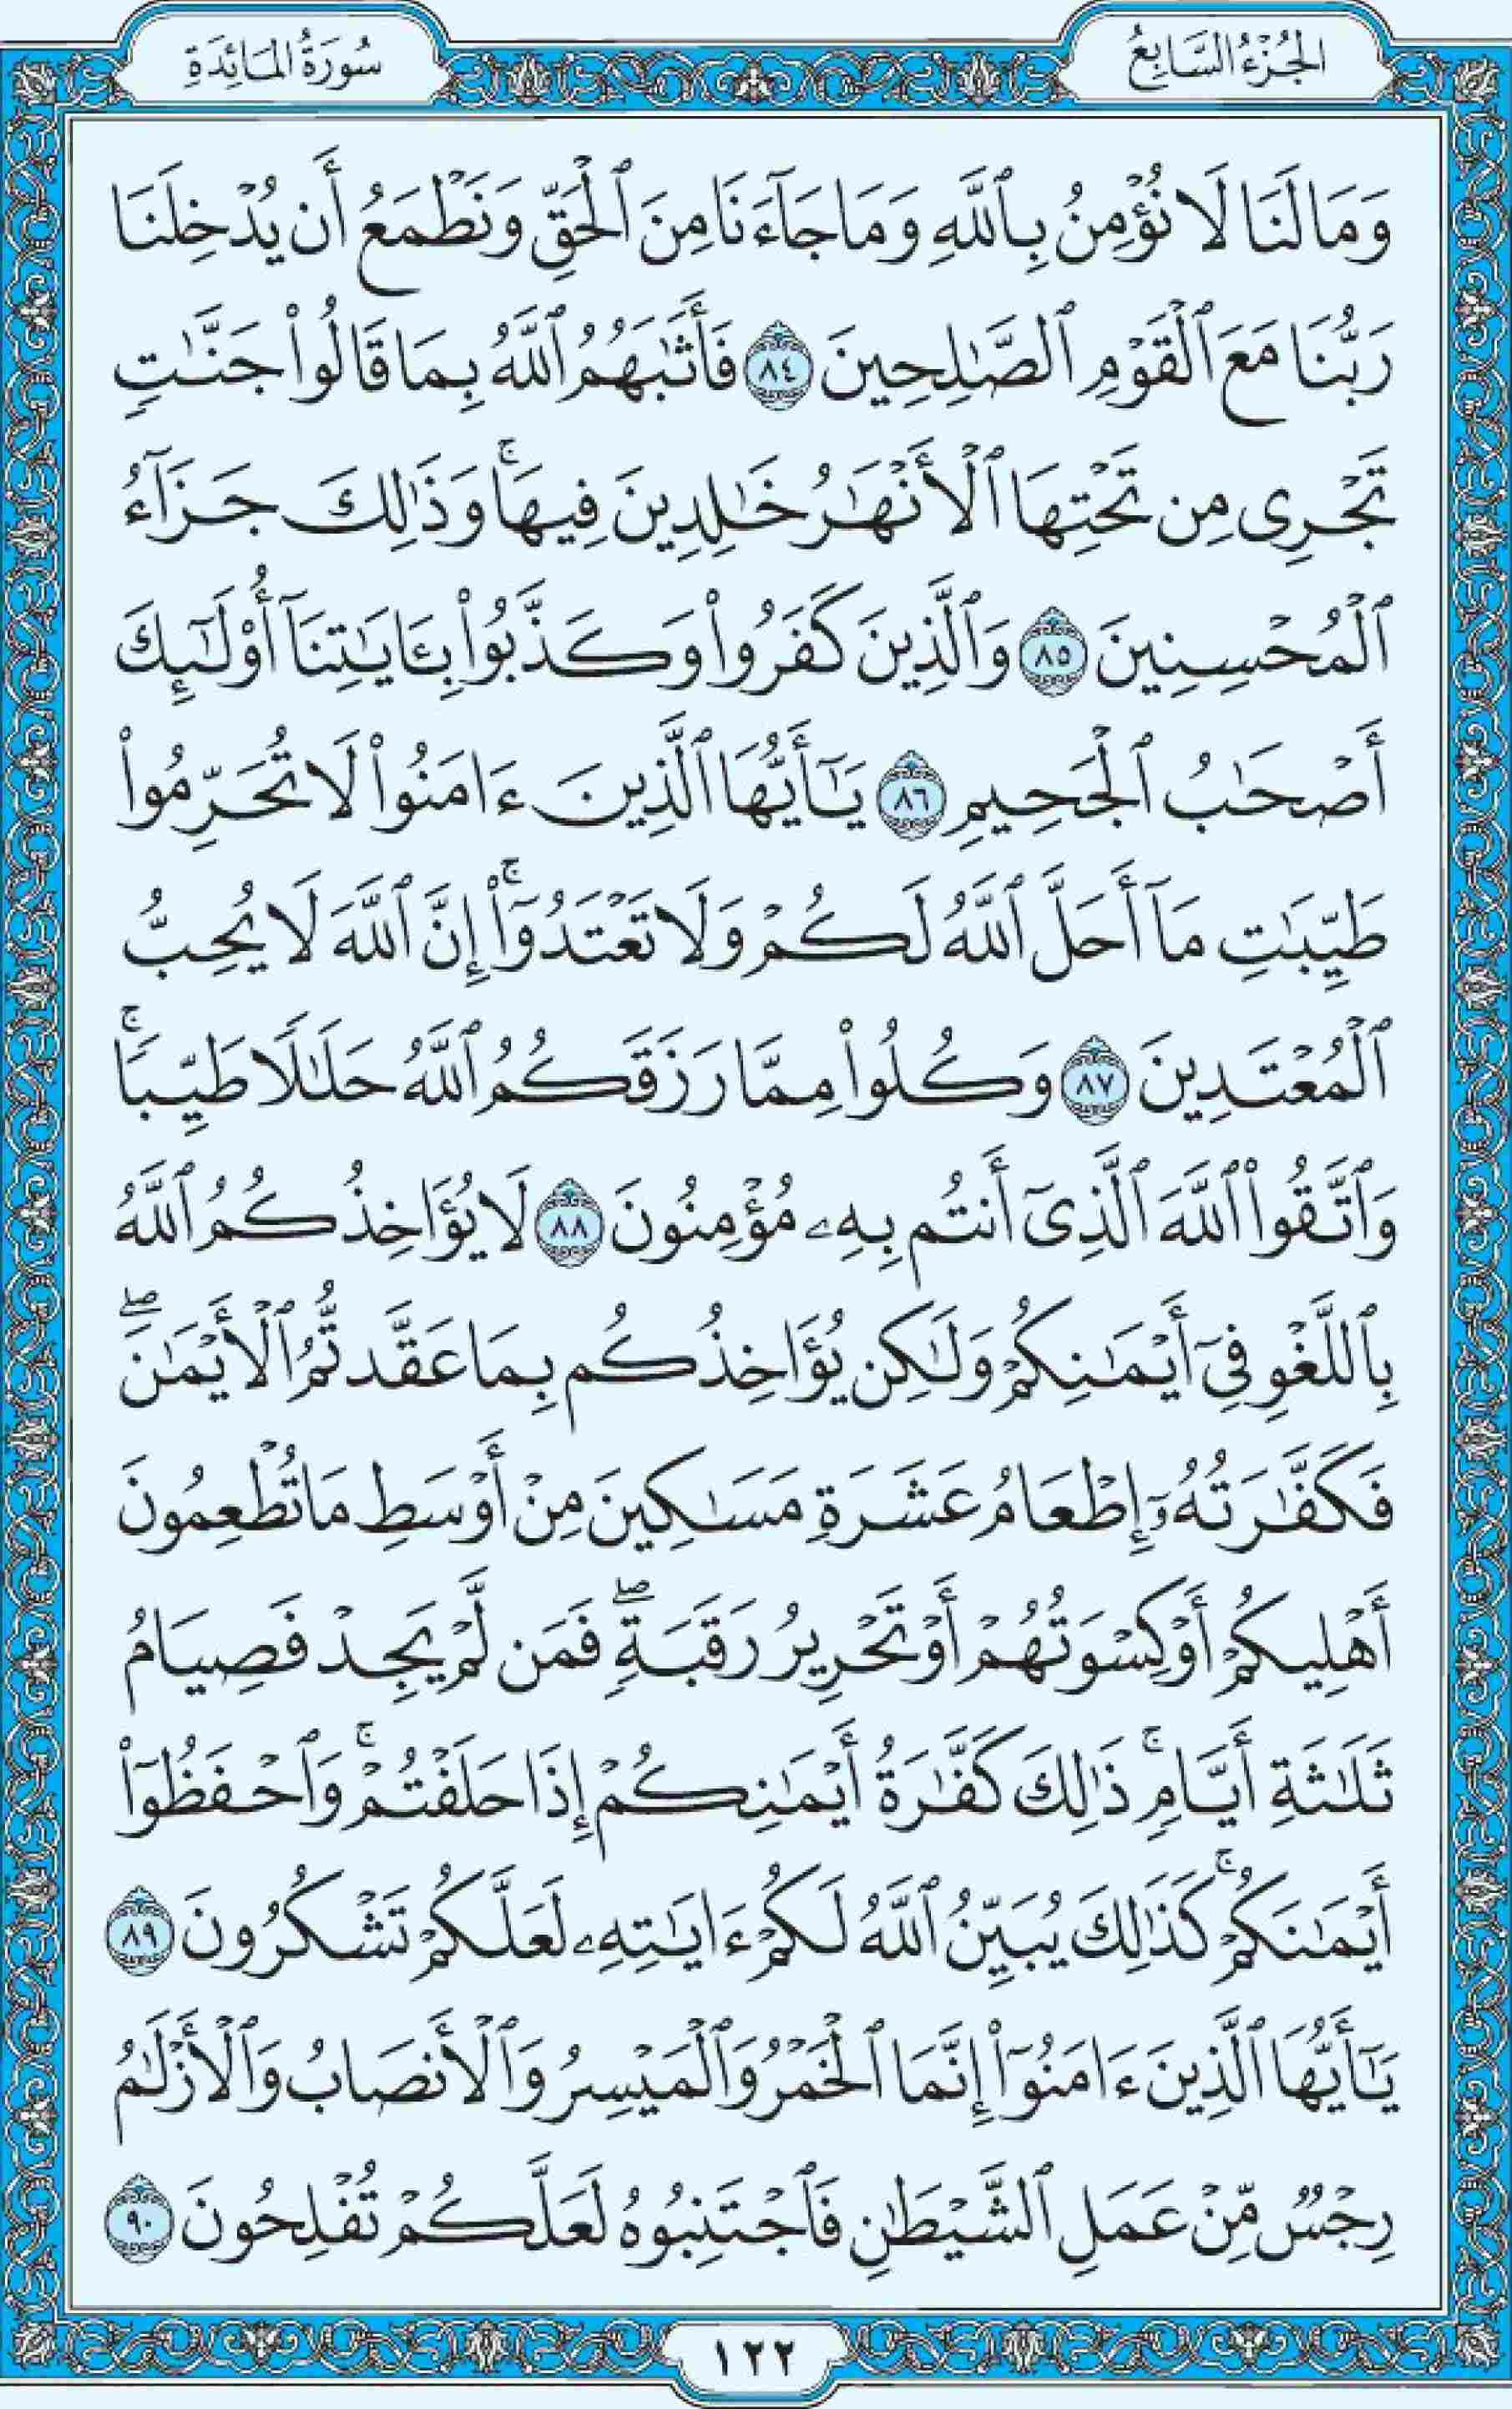 الجُزْءُ السَّابِعُ
سُورَةُ المَائِدَةِ
وَمَا لَنَا لَا نُؤْمِنُ بِٱللَّهِ وَمَا جَآءَنَا مِنَ ٱلْحَقِّ وَنَطْمَعُ أَن يُدْخِلَنَا
رَبُّنَا مَعَ ٱلْقَوْمِ ٱلصَّٰلِحِينَ ٨٤ فَأَثَٰبَهُمُ ٱللَّهُ بِمَا قَالُوا۟ جَنَّٰتٍ
تَجْرِى مِن تَحْتِهَا ٱلْأَنْهَٰرُ خَٰلِدِينَ فِيهَا ۚ وَذَٰلِكَ جَزَآءُ
ٱلْمُحْسِنِينَ ٨٥ وَٱلَّذِينَ كَفَرُوا۟ وَكَذَّبُوا۟ بِـَٔايَٰتِنَآ أُو۟لَٰٓئِكَ
أَصْحَٰبُ ٱلْجَحِيمِ ٨٦ يَٰٓأَيُّهَا ٱلَّذِينَ ءَامَنُوا۟ لَا تُحَرِّمُوا۟
طَيِّبَٰتِ مَآ أَحَلَّ ٱللَّهُ لَكُمْ وَلَا تَعْتَدُوٓا۟ ۚ إِنَّ ٱللَّهَ لَا يُحِبُّ
ٱلْمُعْتَدِينَ ٨٧ وَكُلُوا۟ مِمَّا رَزَقَكُمُ ٱللَّهُ حَلَٰلًا طَيِّبًا ۚ
وَٱتَّقُوا۟ ٱللَّهَ ٱلَّذِىٓ أَنتُم بِهِۦ مُؤْمِنُونَ ٨٨ لَا يُؤَاخِذُكُمُ ٱللَّهُ
بِٱللَّغْوِ فِىٓ أَيْمَٰنِكُمْ وَلَٰكِن يُؤَاخِذُكُم بِمَا عَقَّدتُّمُ ٱلْأَيْمَٰنَ ۖ
فَكَفَّٰرَتُهُۥٓ إِطْعَامُ عَشَرَةِ مَسَٰكِينَ مِنْ أَوْسَطِ مَا تُطْعِمُونَ
أَهْلِيكُمْ أَوْ كِسْوَتُهُمْ أَوْ تَحْرِيرُ رَقَبَةٍ ۖ فَمَن لَّمْ يَجِدْ فَصِيَامُ
ثَلَٰثَةِ أَيَّامٍ ۚ ذَٰلِكَ كَفَّٰرَةُ أَيْمَٰنِكُمْ إِذَا حَلَفْتُمْ ۚ وَٱحْفَظُوٓا۟
أَيْمَٰنَكُمْ ۚ كَذَٰلِكَ يُبَيِّنُ ٱللَّهُ لَكُمْ ءَايَٰتِهِۦ لَعَلَّكُمْ تَشْكُرُونَ ٨٩
يَٰٓأَيُّهَا ٱلَّذِينَ ءَامَنُوٓا۟ إِنَّمَا ٱلْخَمْرُ وَٱلْمَيْسِرُ وَٱلْأَنصَابُ وَٱلْأَزْلَٰمُ
رِجْسٌ مِّنْ عَمَلِ ٱلشَّيْطَٰنِ فَٱجْتَنِبُوهُ لَعَلَّكُمْ تُفْلِحُونَ ٩٠
١٢٢